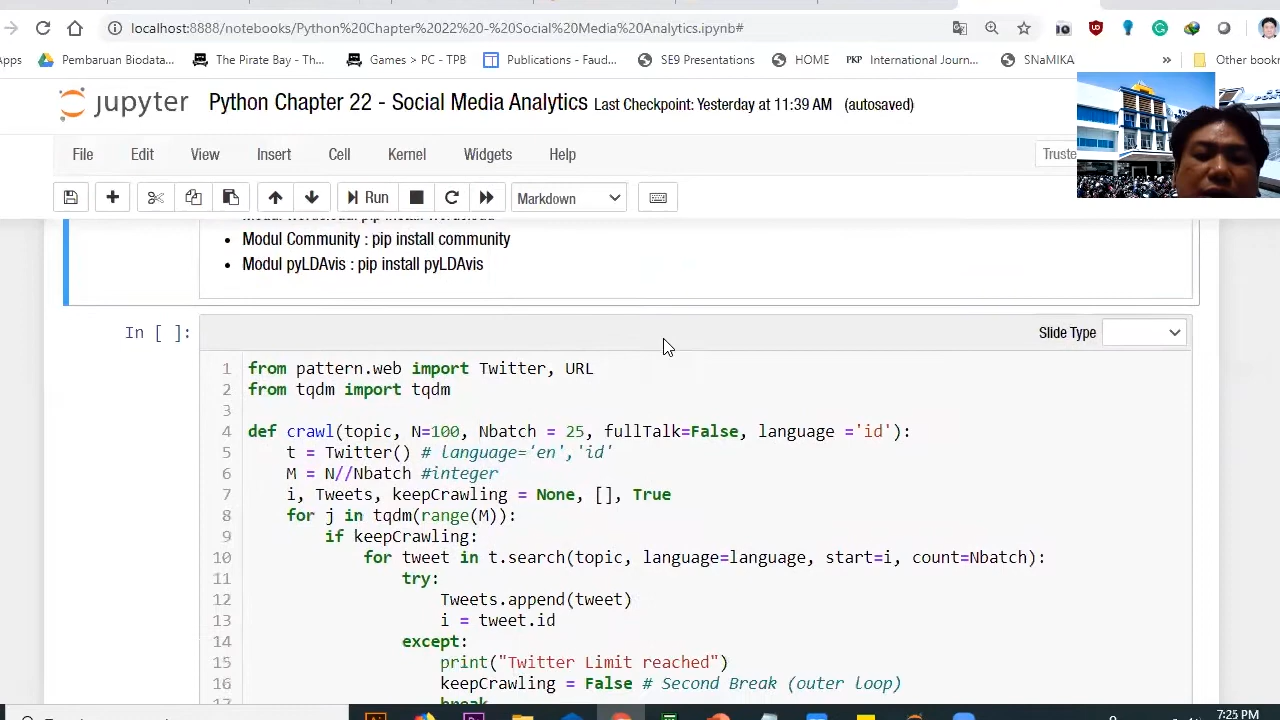 localhost:8888/notebooks/Python%20Chapter%2022%20-%20Social%20Media%20Analytics.ipynb#
Apps Pembaruan Biodata... The Pirate Bay - Th... Games > PC - TPB Publications - Faud... SE9 Presentations HOME PKP International Journ... SNaMIKA » Other book
jupyter Python Chapter 22 - Social Media Analytics Last Checkpoint: Yesterday at 11:39 AM (autosaved)
File Edit View Insert Cell Kernel Widgets Help Truste
Run Markdown
• Modul Community : pip install community
• Modul pyLDAvis : pip install pyLDAvis
In [ ]:
Slide Type
1 from pattern.web import Twitter, URL
2 from tqdm import tqdm
3
4 def crawl(topic, N=100, Nbatch = 25, fullTalk=False, language ='id'):
5 t = Twitter() # language='en','id'
6 M = N//Nbatch #integer
7 i, Tweets, keepCrawling = None, [], True
8 for j in tqdm(range(M)):
9 if keepCrawling:
10 for tweet in t.search(topic, language=language, start=i, count=Nbatch):
11 try:
12 Tweets.append(tweet)
13 i = tweet.id
14 except:
15 print("Twitter Limit reached")
16 keepCrawling = False # Second Break (outer loop)
17 break
7:25 PM